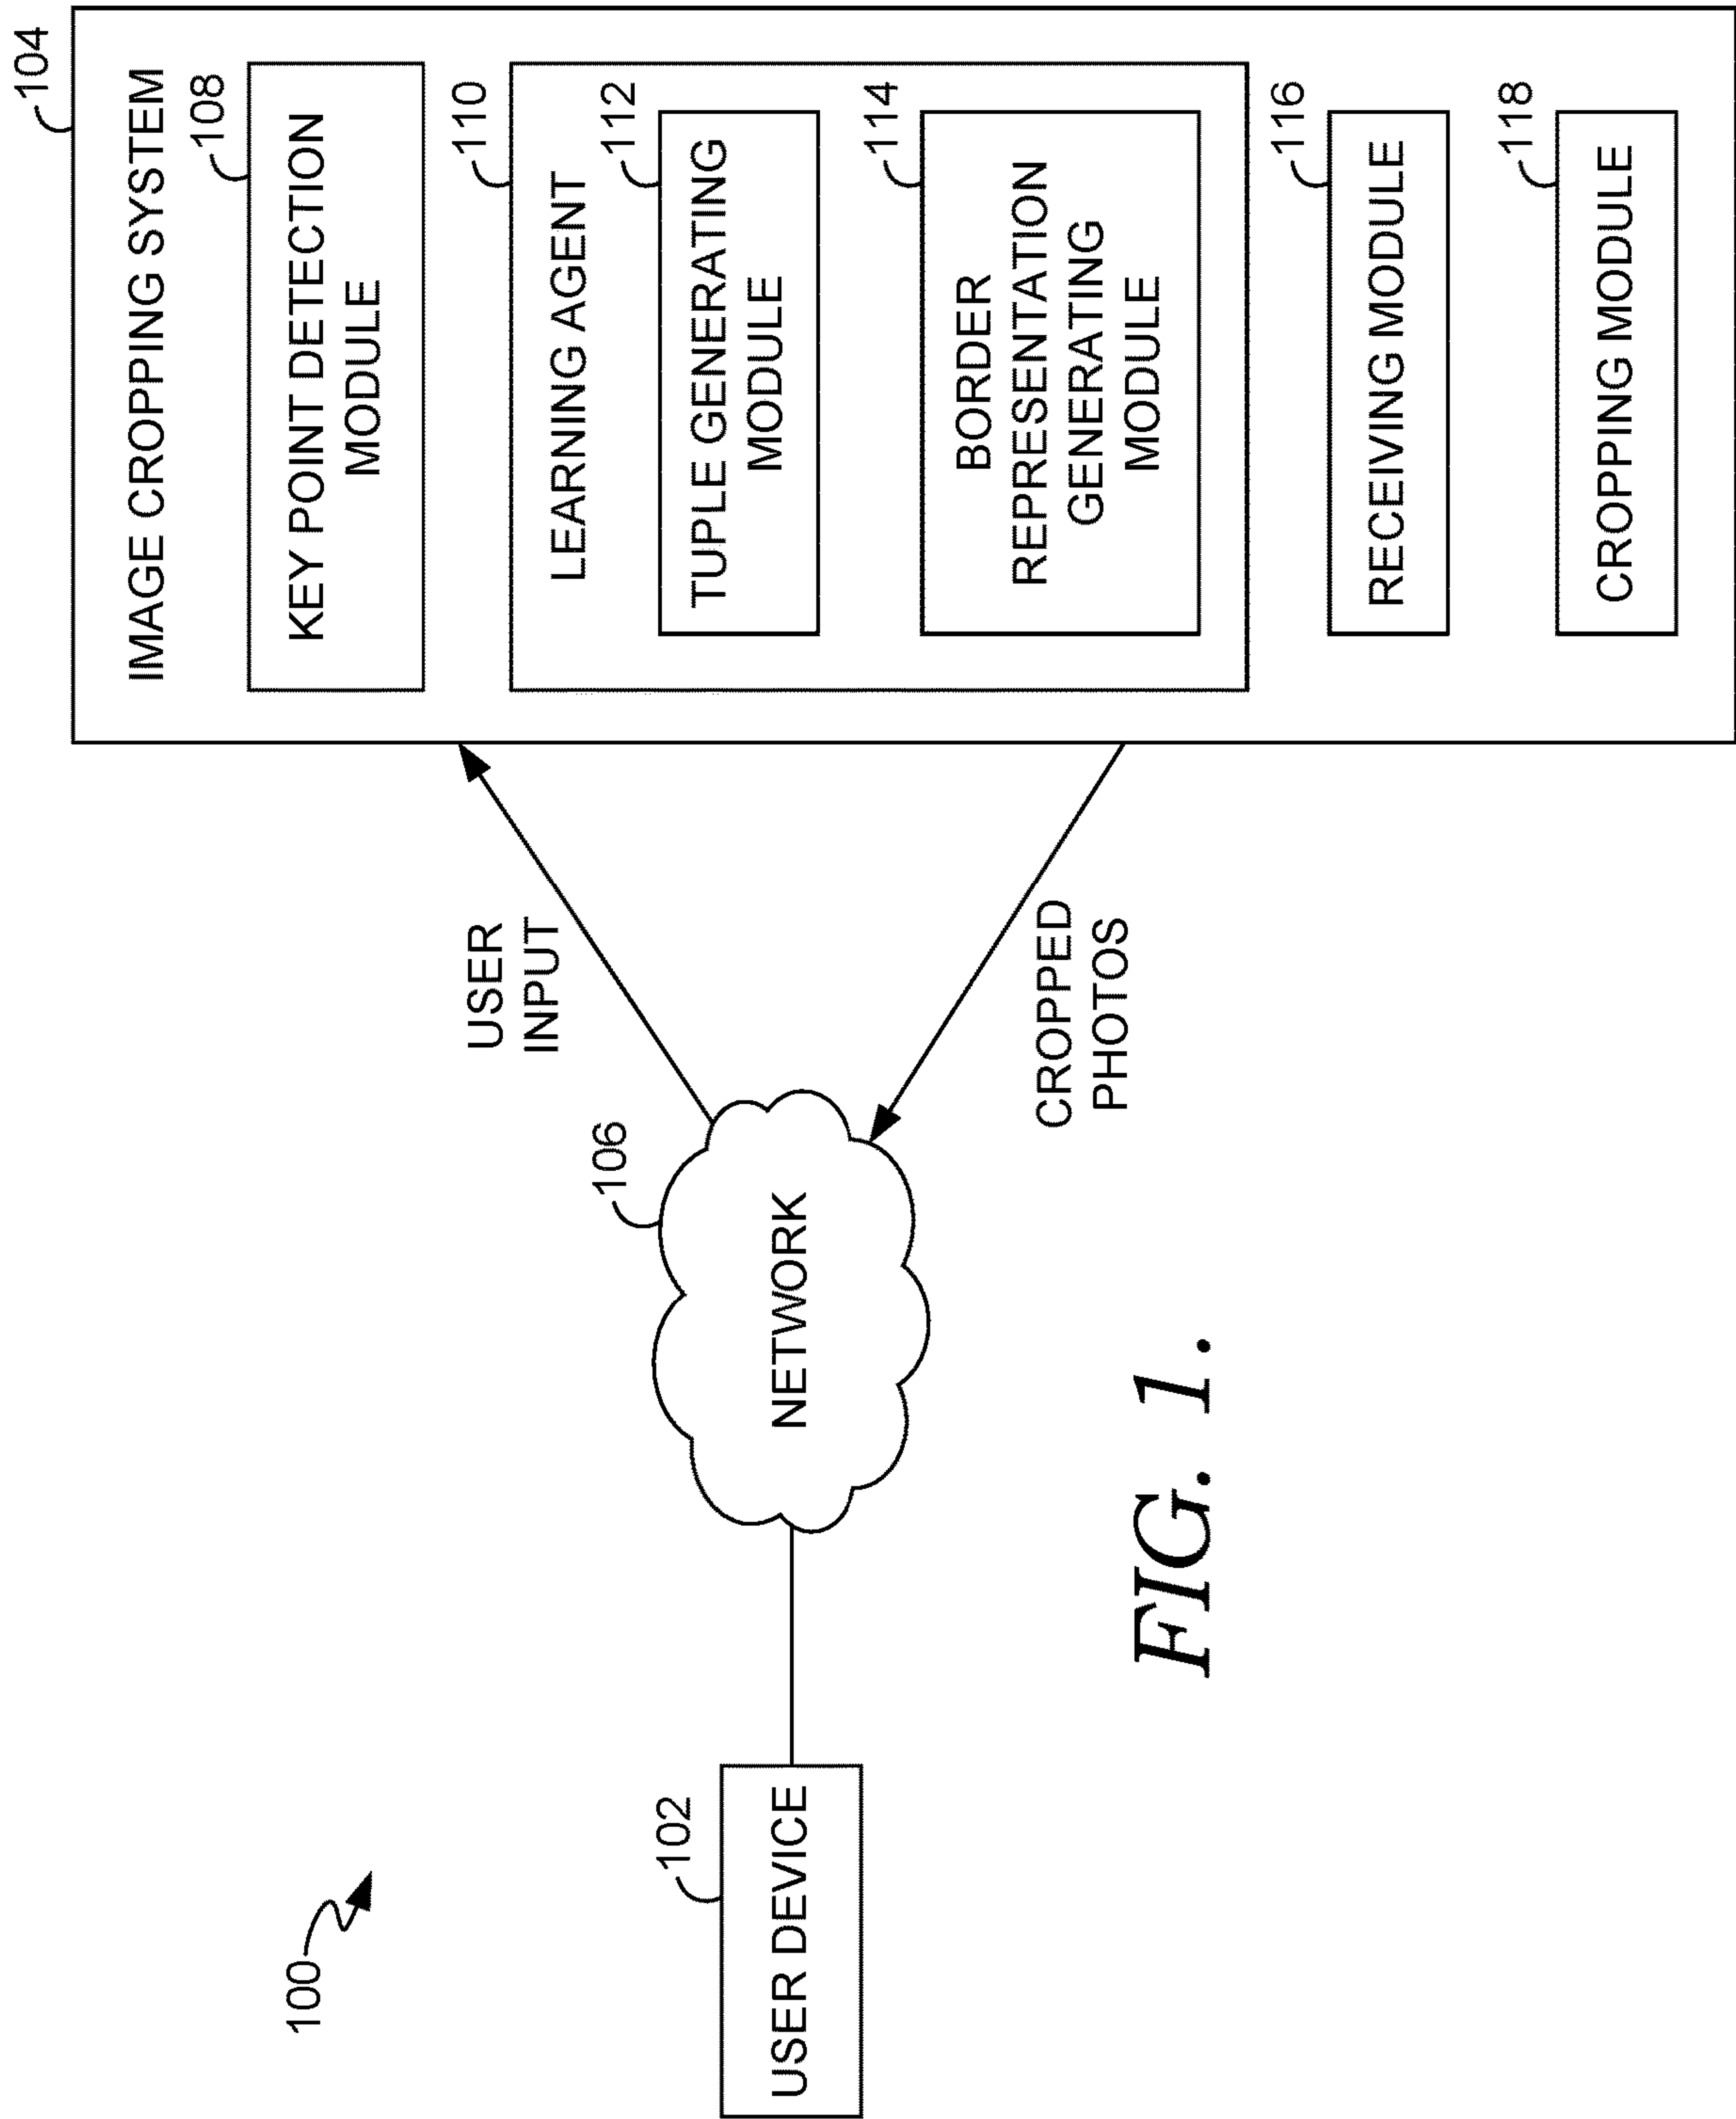 100
USER DEVICE
102
NETWORK
106
USER
INPUT
CROPPED
PHOTOS
IMAGE CROPPING SYSTEM
104
KEY POINT DETECTION
MODULE
108
LEARNING AGENT
110
TUPLE GENERATING
MODULE
112
BORDER
REPRESENTATION
GENERATING
MODULE
114
RECEIVING MODULE
116
CROPPING MODULE
118
FIG. 1.